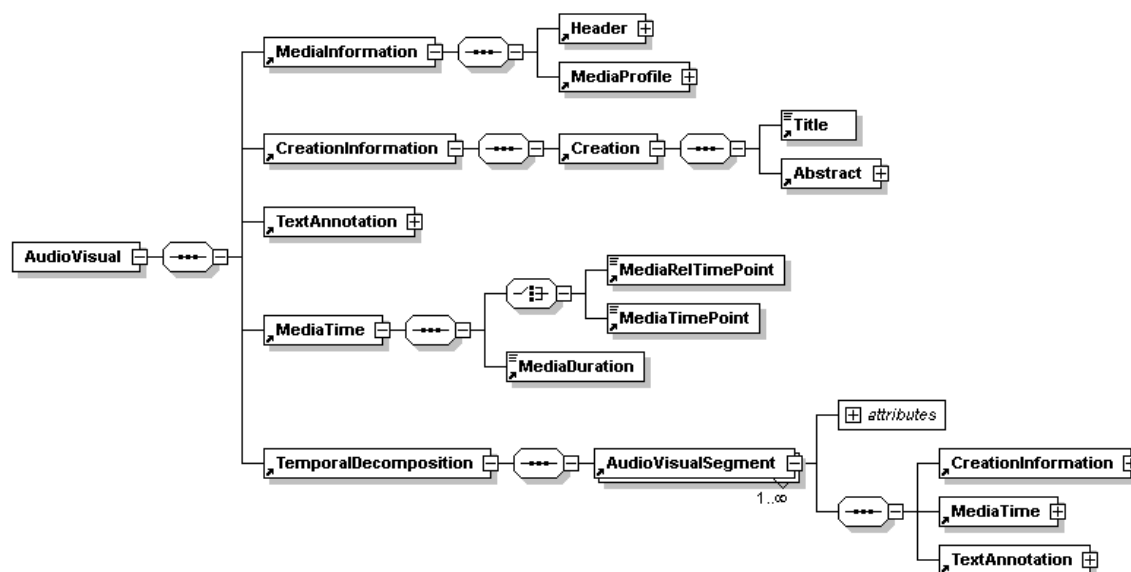 Header
MediaInformation
MediaProfile
Title
CreationInformation
Creation
Abstract
TextAnnotation
AudioVisual
MediaRelTimePoint
MediaTime
MediaTimePoint
MediaDuration
attributes
TemporalDecomposition
AudioVisualSegment
1..∞
CreationInformation
MediaTime
TextAnnotation